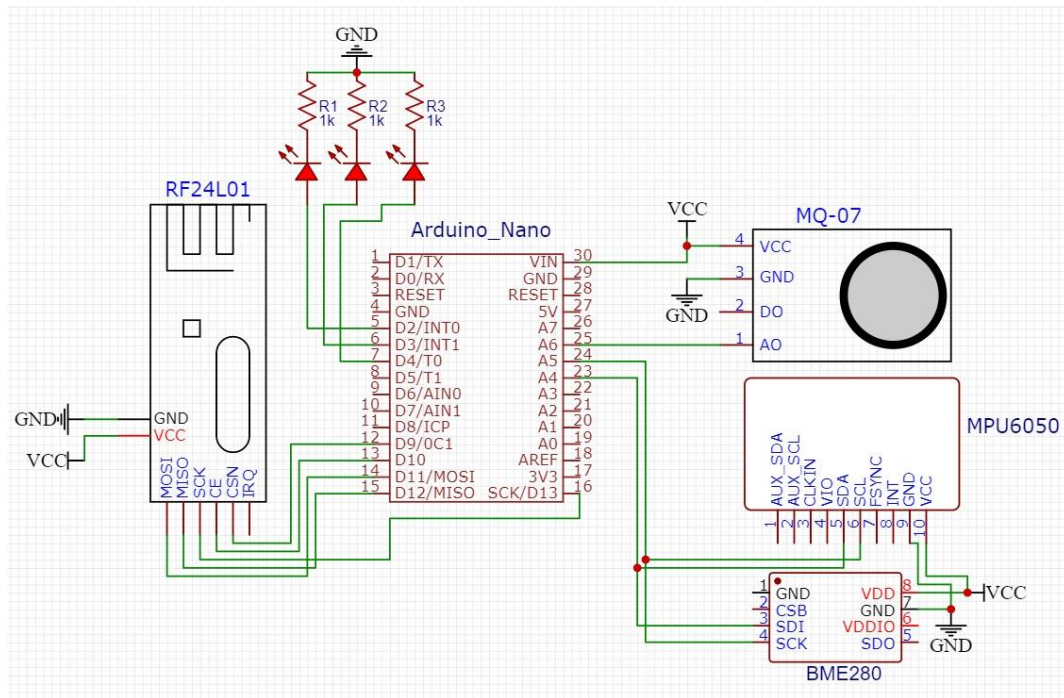 GND
R1
1k
R2
1k
R3
1k
RF24L01
GND
VCC
GND
VCC
MOSI
MISO
SCK
CE
CSN
IRQ
Arduino_Nano
1 D1/TX
2 D0/RX
3 RESET
4 GND
5 D2/INT0
6 D3/INT1
7 D4/T0
8 D5/T1
9 D6/AIN0
10 D7/AIN1
11 D8/ICP
12 D9/0C1
13 D10
14 D11/MOSI
15 D12/MISO
VIN 30
GND 29
RESET 28
5V 27
A7 26
A6 25
A5 24
A4 23
A3 22
A2 21
A1 20
A0 19
AREF 18
3V3 17
SCK/D13 16
VCC
GND
MQ-07
4 VCC
3 GND
2 DO
1 AO
MPU6050
AUX_SDA 1
AUX_SCL 2
CLKIN 3
VIO 4
SDA 5
SCL 6
FSYNC 7
INT 8
GND 9
VCC 10
1 GND
2 CSB
3 SDI
4 SCK
VDD 8
GND 7
VDDIO 6
SDO 5
VCC
GND
BME280